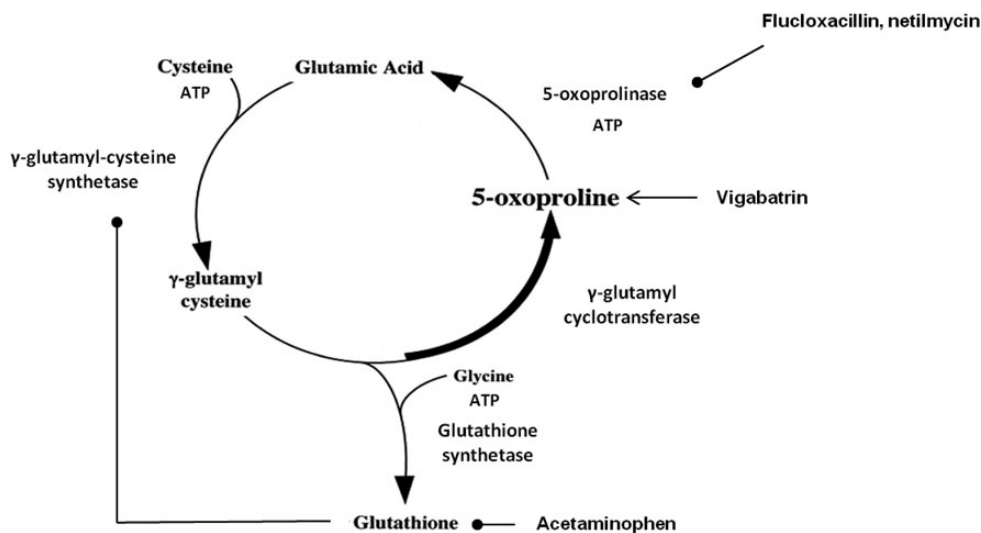 Flucloxacillin, netilmycin
Cysteine
ATP
Glutamic Acid
5-oxoprolinase
ATP
γ-glutamyl-cysteine
synthetase
5-oxoproline
Vigabatrin
γ-glutamyl
cysteine
γ-glutamyl
cyclotransferase
Glycine
ATP
Glutathione
synthetase
Glutathione
Acetaminophen